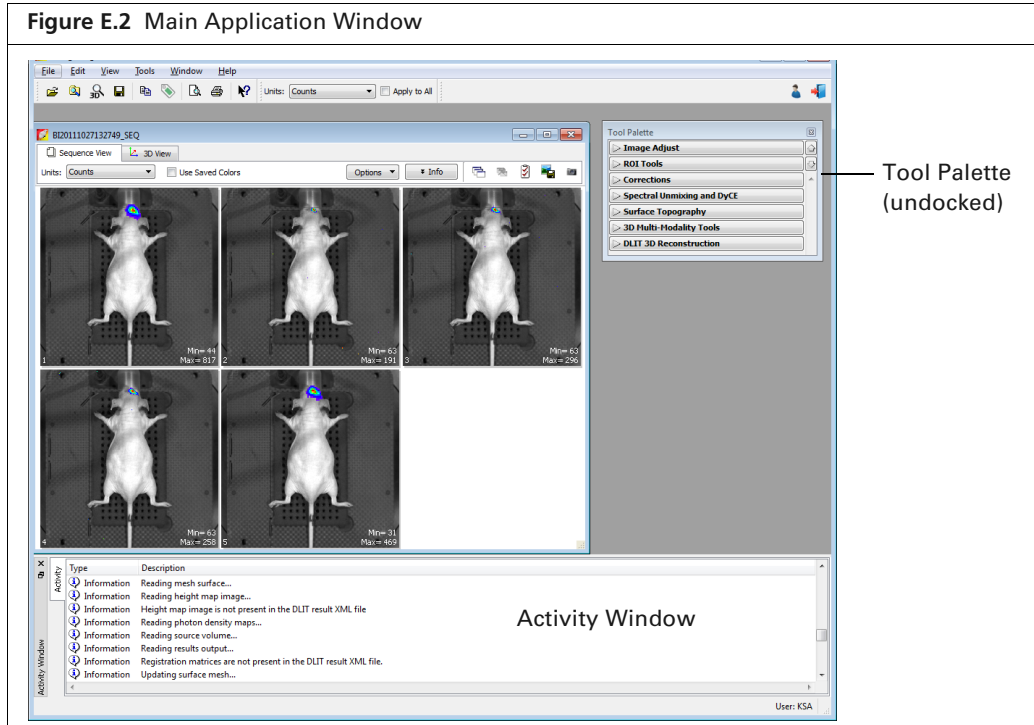 Figure E.2 Main Application Window
File Edit View Tools Window Help
3D
Units: Counts Apply to All
BI20111027132749_SEQ
Sequence View 3D View
Units: Counts Use Saved Colors Options Info
1 Min= 44
Max= 817
2 Min= 63
Max= 191
3 Min= 63
Max= 296
4 Min= 63
Max= 258
5 Min= 31
Max= 469
Tool Palette
Image Adjust
ROI Tools
Corrections
Spectral Unmixing and DyCE
Surface Topography
3D Multi-Modality Tools
DLIT 3D Reconstruction
Tool Palette
(undocked)
Activity Window
Activity
Type Description
Information Reading mesh surface...
Information Reading height map image...
Information Height map image is not present in the DLIT result XML file
Information Reading photon density maps...
Information Reading source volume...
Information Reading results output...
Information Registration matrices are not present in the DLIT result XML file.
Information Updating surface mesh...
Activity Window
User: KSA